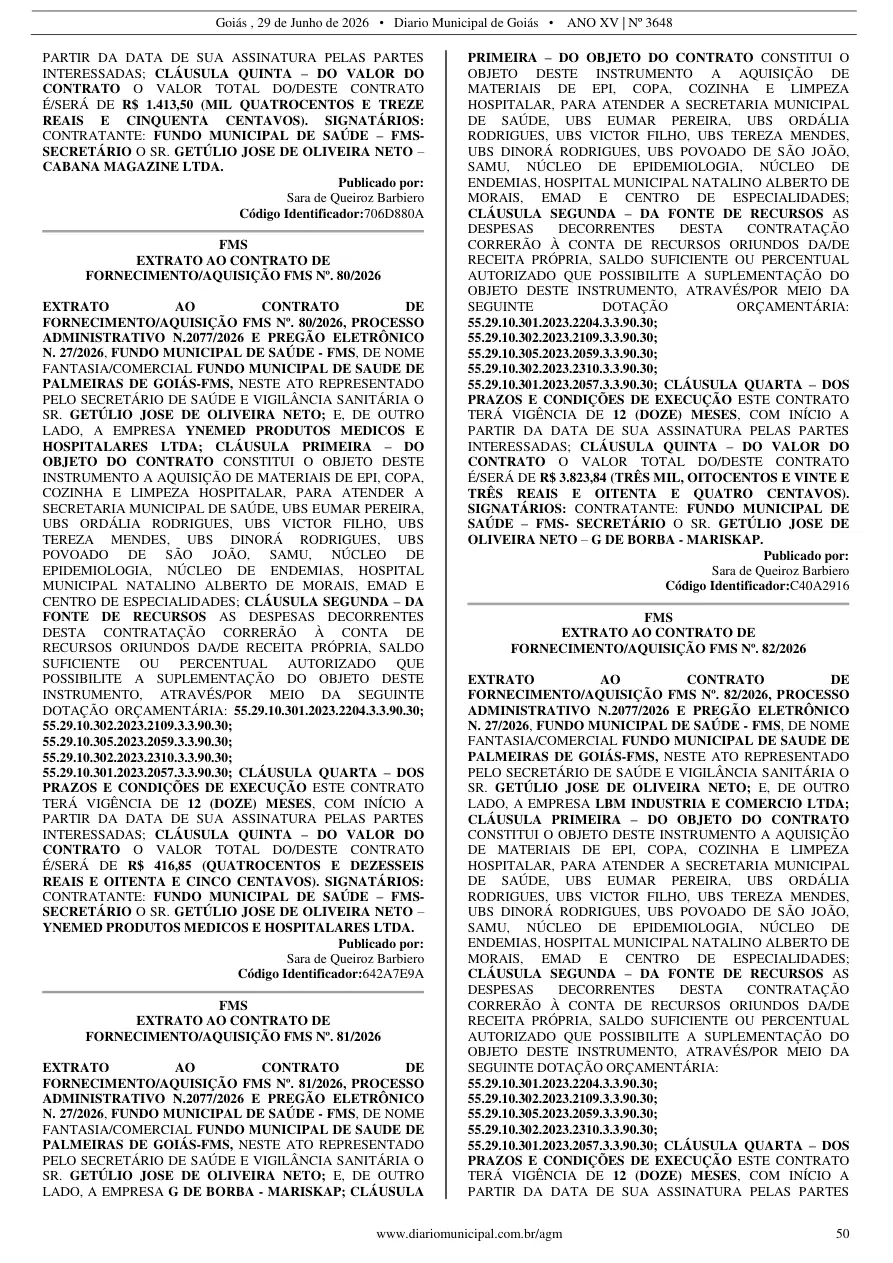 Goiás , 29 de Junho de 2026 • Diario Municipal de Goiás • ANO XV | Nº 3648
PARTIR DA DATA DE SUA ASSINATURA PELAS PARTES
INTERESSADAS; CLÁUSULA QUINTA – DO VALOR DO
CONTRATO O VALOR TOTAL DO/DESTE CONTRATO
É/SERÁ DE R$ 1.413,50 (MIL QUATROCENTOS E TREZE
REAIS E CINQUENTA CENTAVOS). SIGNATÁRIOS:
CONTRATANTE: FUNDO MUNICIPAL DE SAÚDE – FMS-
SECRETÁRIO O SR. GETÚLIO JOSE DE OLIVEIRA NETO –
CABANA MAGAZINE LTDA.
Publicado por:
Sara de Queiroz Barbiero
Código Identificador:706D880A
FMS
EXTRATO AO CONTRATO DE
FORNECIMENTO/AQUISIÇÃO FMS Nº. 80/2026
EXTRATO AO CONTRATO DE
FORNECIMENTO/AQUISIÇÃO FMS Nº. 80/2026, PROCESSO
ADMINISTRATIVO N.2077/2026 E PREGÃO ELETRÔNICO
N. 27/2026, FUNDO MUNICIPAL DE SAÚDE - FMS, DE NOME
FANTASIA/COMERCIAL FUNDO MUNICIPAL DE SAUDE DE
PALMEIRAS DE GOIÁS-FMS, NESTE ATO REPRESENTADO
PELO SECRETÁRIO DE SAÚDE E VIGILÂNCIA SANITÁRIA O
SR. GETÚLIO JOSE DE OLIVEIRA NETO; E, DE OUTRO
LADO, A EMPRESA YNEMED PRODUTOS MEDICOS E
HOSPITALARES LTDA; CLÁUSULA PRIMEIRA – DO
OBJETO DO CONTRATO CONSTITUI O OBJETO DESTE
INSTRUMENTO A AQUISIÇÃO DE MATERIAIS DE EPI, COPA,
COZINHA E LIMPEZA HOSPITALAR, PARA ATENDER A
SECRETARIA MUNICIPAL DE SAÚDE, UBS EUMAR PEREIRA,
UBS ORDÁLIA RODRIGUES, UBS VICTOR FILHO, UBS
TEREZA MENDES, UBS DINORÁ RODRIGUES, UBS
POVOADO DE SÃO JOÃO, SAMU, NÚCLEO DE
EPIDEMIOLOGIA, NÚCLEO DE ENDEMIAS, HOSPITAL
MUNICIPAL NATALINO ALBERTO DE MORAIS, EMAD E
CENTRO DE ESPECIALIDADES; CLÁUSULA SEGUNDA – DA
FONTE DE RECURSOS AS DESPESAS DECORRENTES
DESTA CONTRATAÇÃO CORRERÃO À CONTA DE
RECURSOS ORIUNDOS DA/DE RECEITA PRÓPRIA, SALDO
SUFICIENTE OU PERCENTUAL AUTORIZADO QUE
POSSIBILITE A SUPLEMENTAÇÃO DO OBJETO DESTE
INSTRUMENTO, ATRAVÉS/POR MEIO DA SEGUINTE
DOTAÇÃO ORÇAMENTÁRIA: 55.29.10.301.2023.2204.3.3.90.30;
55.29.10.302.2023.2109.3.3.90.30;
55.29.10.305.2023.2059.3.3.90.30;
55.29.10.302.2023.2310.3.3.90.30;
55.29.10.301.2023.2057.3.3.90.30; CLÁUSULA QUARTA – DOS
PRAZOS E CONDIÇÕES DE EXECUÇÃO ESTE CONTRATO
TERÁ VIGÊNCIA DE 12 (DOZE) MESES, COM INÍCIO A
PARTIR DA DATA DE SUA ASSINATURA PELAS PARTES
INTERESSADAS; CLÁUSULA QUINTA – DO VALOR DO
CONTRATO O VALOR TOTAL DO/DESTE CONTRATO
É/SERÁ DE R$ 416,85 (QUATROCENTOS E DEZESSEIS
REAIS E OITENTA E CINCO CENTAVOS). SIGNATÁRIOS:
CONTRATANTE: FUNDO MUNICIPAL DE SAÚDE – FMS-
SECRETÁRIO O SR. GETÚLIO JOSE DE OLIVEIRA NETO –
YNEMED PRODUTOS MEDICOS E HOSPITALARES LTDA.
Publicado por:
Sara de Queiroz Barbiero
Código Identificador:642A7E9A
FMS
EXTRATO AO CONTRATO DE
FORNECIMENTO/AQUISIÇÃO FMS Nº. 81/2026
EXTRATO AO CONTRATO DE
FORNECIMENTO/AQUISIÇÃO FMS Nº. 81/2026, PROCESSO
ADMINISTRATIVO N.2077/2026 E PREGÃO ELETRÔNICO
N. 27/2026, FUNDO MUNICIPAL DE SAÚDE - FMS, DE NOME
FANTASIA/COMERCIAL FUNDO MUNICIPAL DE SAUDE DE
PALMEIRAS DE GOIÁS-FMS, NESTE ATO REPRESENTADO
PELO SECRETÁRIO DE SAÚDE E VIGILÂNCIA SANITÁRIA O
SR. GETÚLIO JOSE DE OLIVEIRA NETO; E, DE OUTRO
LADO, A EMPRESA G DE BORBA - MARISKAP; CLÁUSULA
PRIMEIRA – DO OBJETO DO CONTRATO CONSTITUI O
OBJETO DESTE INSTRUMENTO A AQUISIÇÃO DE
MATERIAIS DE EPI, COPA, COZINHA E LIMPEZA
HOSPITALAR, PARA ATENDER A SECRETARIA MUNICIPAL
DE SAÚDE, UBS EUMAR PEREIRA, UBS ORDÁLIA
RODRIGUES, UBS VICTOR FILHO, UBS TEREZA MENDES,
UBS DINORÁ RODRIGUES, UBS POVOADO DE SÃO JOÃO,
SAMU, NÚCLEO DE EPIDEMIOLOGIA, NÚCLEO DE
ENDEMIAS, HOSPITAL MUNICIPAL NATALINO ALBERTO DE
MORAIS, EMAD E CENTRO DE ESPECIALIDADES;
CLÁUSULA SEGUNDA – DA FONTE DE RECURSOS AS
DESPESAS DECORRENTES DESTA CONTRATAÇÃO
CORRERÃO À CONTA DE RECURSOS ORIUNDOS DA/DE
RECEITA PRÓPRIA, SALDO SUFICIENTE OU PERCENTUAL
AUTORIZADO QUE POSSIBILITE A SUPLEMENTAÇÃO DO
OBJETO DESTE INSTRUMENTO, ATRAVÉS/POR MEIO DA
SEGUINTE DOTAÇÃO ORÇAMENTÁRIA:
55.29.10.301.2023.2204.3.3.90.30;
55.29.10.302.2023.2109.3.3.90.30;
55.29.10.305.2023.2059.3.3.90.30;
55.29.10.302.2023.2310.3.3.90.30;
55.29.10.301.2023.2057.3.3.90.30; CLÁUSULA QUARTA – DOS
PRAZOS E CONDIÇÕES DE EXECUÇÃO ESTE CONTRATO
TERÁ VIGÊNCIA DE 12 (DOZE) MESES, COM INÍCIO A
PARTIR DA DATA DE SUA ASSINATURA PELAS PARTES
INTERESSADAS; CLÁUSULA QUINTA – DO VALOR DO
CONTRATO O VALOR TOTAL DO/DESTE CONTRATO
É/SERÁ DE R$ 3.823,84 (TRÊS MIL, OITOCENTOS E VINTE E
TRÊS REAIS E OITENTA E QUATRO CENTAVOS).
SIGNATÁRIOS: CONTRATANTE: FUNDO MUNICIPAL DE
SAÚDE – FMS- SECRETÁRIO O SR. GETÚLIO JOSE DE
OLIVEIRA NETO – G DE BORBA - MARISKAP.
Publicado por:
Sara de Queiroz Barbiero
Código Identificador:C40A2916
FMS
EXTRATO AO CONTRATO DE
FORNECIMENTO/AQUISIÇÃO FMS Nº. 82/2026
EXTRATO AO CONTRATO DE
FORNECIMENTO/AQUISIÇÃO FMS Nº. 82/2026, PROCESSO
ADMINISTRATIVO N.2077/2026 E PREGÃO ELETRÔNICO
N. 27/2026, FUNDO MUNICIPAL DE SAÚDE - FMS, DE NOME
FANTASIA/COMERCIAL FUNDO MUNICIPAL DE SAUDE DE
PALMEIRAS DE GOIÁS-FMS, NESTE ATO REPRESENTADO
PELO SECRETÁRIO DE SAÚDE E VIGILÂNCIA SANITÁRIA O
SR. GETÚLIO JOSE DE OLIVEIRA NETO; E, DE OUTRO
LADO, A EMPRESA LBM INDUSTRIA E COMERCIO LTDA;
CLÁUSULA PRIMEIRA – DO OBJETO DO CONTRATO
CONSTITUI O OBJETO DESTE INSTRUMENTO A AQUISIÇÃO
DE MATERIAIS DE EPI, COPA, COZINHA E LIMPEZA
HOSPITALAR, PARA ATENDER A SECRETARIA MUNICIPAL
DE SAÚDE, UBS EUMAR PEREIRA, UBS ORDÁLIA
RODRIGUES, UBS VICTOR FILHO, UBS TEREZA MENDES,
UBS DINORÁ RODRIGUES, UBS POVOADO DE SÃO JOÃO,
SAMU, NÚCLEO DE EPIDEMIOLOGIA, NÚCLEO DE
ENDEMIAS, HOSPITAL MUNICIPAL NATALINO ALBERTO DE
MORAIS, EMAD E CENTRO DE ESPECIALIDADES;
CLÁUSULA SEGUNDA – DA FONTE DE RECURSOS AS
DESPESAS DECORRENTES DESTA CONTRATAÇÃO
CORRERÃO À CONTA DE RECURSOS ORIUNDOS DA/DE
RECEITA PRÓPRIA, SALDO SUFICIENTE OU PERCENTUAL
AUTORIZADO QUE POSSIBILITE A SUPLEMENTAÇÃO DO
OBJETO DESTE INSTRUMENTO, ATRAVÉS/POR MEIO DA
SEGUINTE DOTAÇÃO ORÇAMENTÁRIA:
55.29.10.301.2023.2204.3.3.90.30;
55.29.10.302.2023.2109.3.3.90.30;
55.29.10.305.2023.2059.3.3.90.30;
55.29.10.302.2023.2310.3.3.90.30;
55.29.10.301.2023.2057.3.3.90.30; CLÁUSULA QUARTA – DOS
PRAZOS E CONDIÇÕES DE EXECUÇÃO ESTE CONTRATO
TERÁ VIGÊNCIA DE 12 (DOZE) MESES, COM INÍCIO A
PARTIR DA DATA DE SUA ASSINATURA PELAS PARTES
www.diariomunicipal.com.br/agm 50